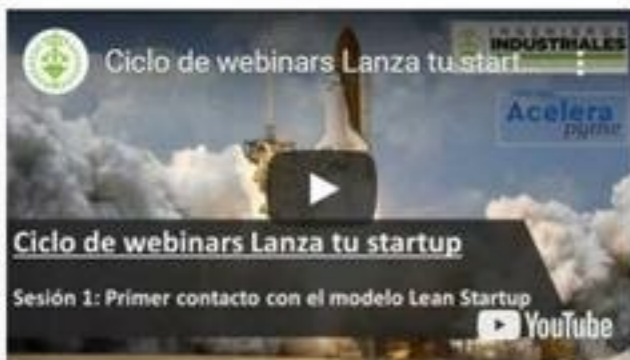 Ciclo de webinars Lanza tu start...
INGENIEROS
INDUSTRIALES
Acelera
pyme
Ciclo de webinars Lanza tu startup
Sesión 1: Primer contacto con el modelo Lean Startup
YouTube